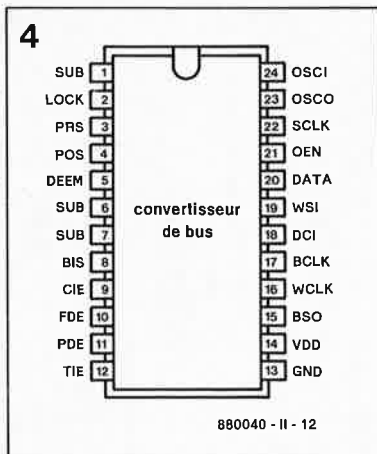 4
SUB 1 24 OSCI
LOCK 2 23 OSCO
PRS 3 22 SCLK
POS 4 21 OEN
DEEM 5 20 DATA
SUB 6 19 WSI
SUB 7 convertisseur 18 DCI
BIS 8 de bus 17 BCLK
CIE 9 16 WCLK
FDE 10 15 BSO
PDE 11 14 VDD
TIE 12 13 GND
880040 - II - 12